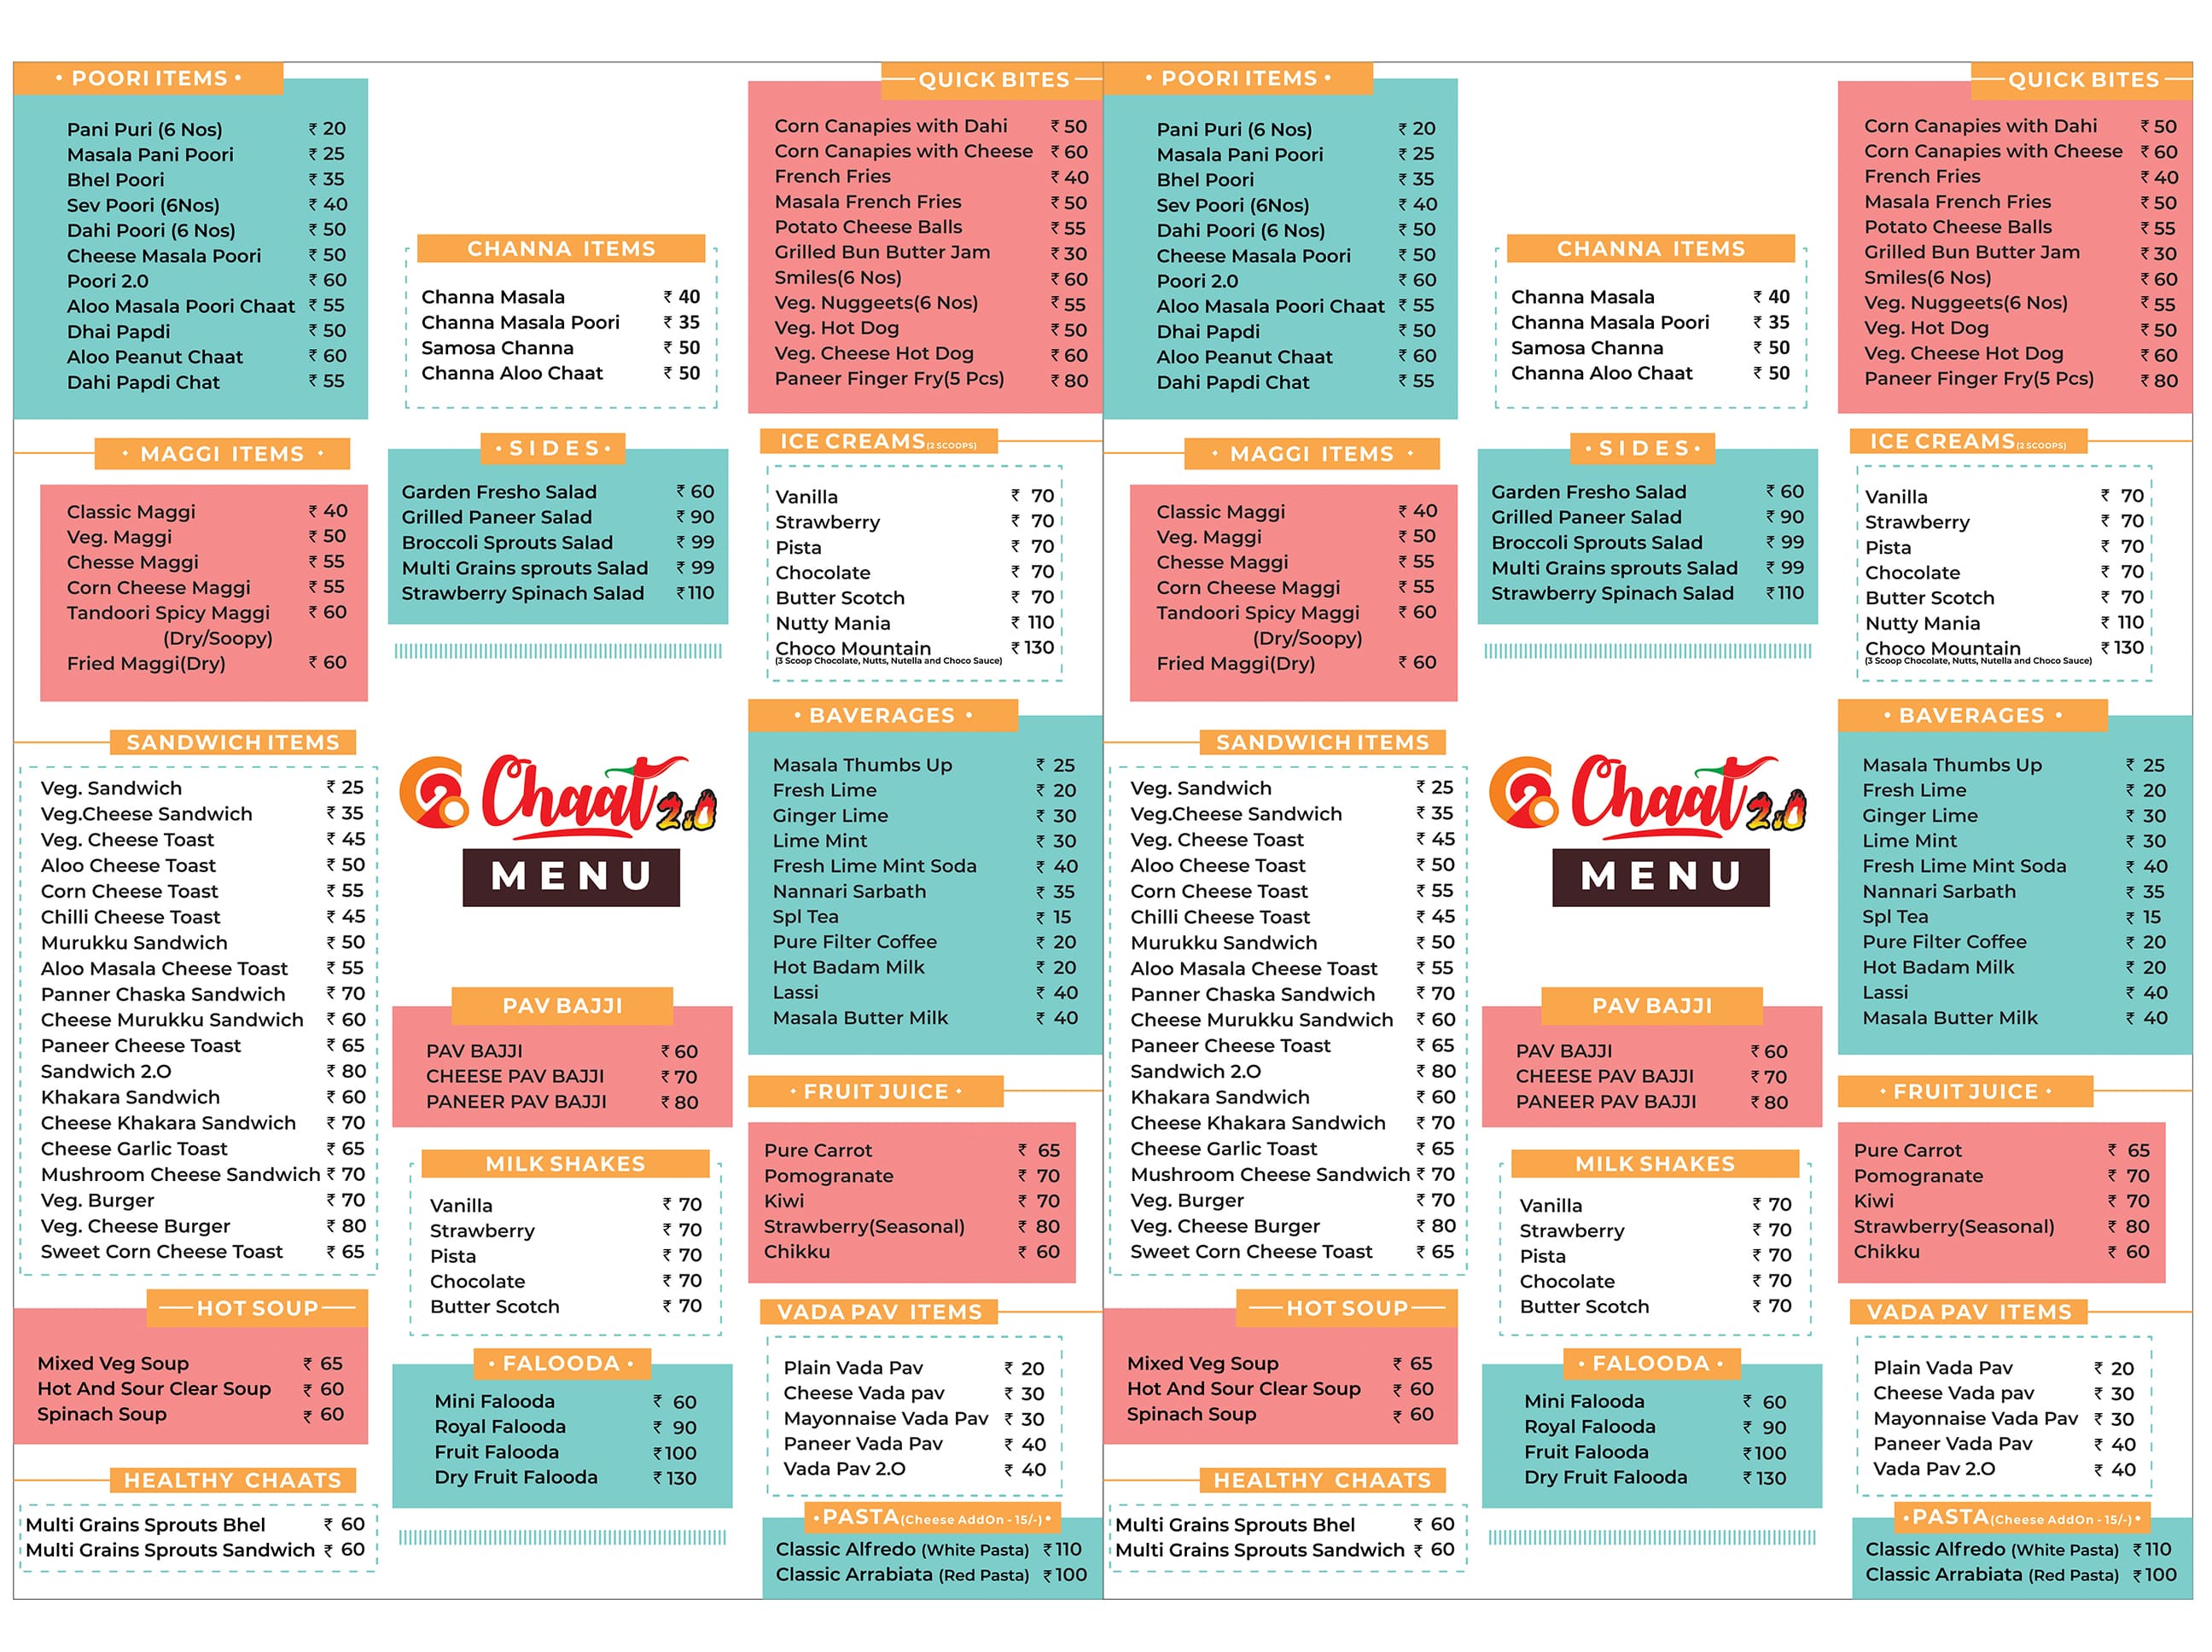 • POORI ITEMS •
Pani Puri (6 Nos) ₹ 20
Masala Pani Poori ₹ 25
Bhel Poori ₹ 35
Sev Poori (6Nos) ₹ 40
Dahi Poori (6 Nos) ₹ 50
Cheese Masala Poori ₹ 50
Poori 2.0 ₹ 60
Aloo Masala Poori Chaat ₹ 55
Dhai Papdi ₹ 50
Aloo Peanut Chaat ₹ 60
Dahi Papdi Chat ₹ 55
• MAGGI ITEMS •
Classic Maggi ₹ 40
Veg. Maggi ₹ 50
Chesse Maggi ₹ 55
Corn Cheese Maggi ₹ 55
Tandoori Spicy Maggi ₹ 60
(Dry/Soopy)
Fried Maggi(Dry) ₹ 60
SANDWICH ITEMS
Veg. Sandwich ₹ 25
Veg.Cheese Sandwich ₹ 35
Veg. Cheese Toast ₹ 45
Aloo Cheese Toast ₹ 50
Corn Cheese Toast ₹ 55
Chilli Cheese Toast ₹ 45
Murukku Sandwich ₹ 50
Aloo Masala Cheese Toast ₹ 55
Panner Chaska Sandwich ₹ 70
Cheese Murukku Sandwich ₹ 60
Paneer Cheese Toast ₹ 65
Sandwich 2.O ₹ 80
Khakara Sandwich ₹ 60
Cheese Khakara Sandwich ₹ 70
Cheese Garlic Toast ₹ 65
Mushroom Cheese Sandwich ₹ 70
Veg. Burger ₹ 70
Veg. Cheese Burger ₹ 80
Sweet Corn Cheese Toast ₹ 65
HOT SOUP
Mixed Veg Soup ₹ 65
Hot And Sour Clear Soup ₹ 60
Spinach Soup ₹ 60
HEALTHY CHAATS
Multi Grains Sprouts Bhel ₹ 60
Multi Grains Sprouts Sandwich ₹ 60
CHANNA ITEMS
Channa Masala ₹ 40
Channa Masala Poori ₹ 35
Samosa Channa ₹ 50
Channa Aloo Chaat ₹ 50
• SIDES •
Garden Fresho Salad ₹ 60
Grilled Paneer Salad ₹ 90
Broccoli Sprouts Salad ₹ 99
Multi Grains sprouts Salad ₹ 99
Strawberry Spinach Salad ₹110
Chaat 2.0
MENU
PAV BAJJI
PAV BAJJI ₹ 60
CHEESE PAV BAJJI ₹ 70
PANEER PAV BAJJI ₹ 80
MILK SHAKES
Vanilla ₹ 70
Strawberry ₹ 70
Pista ₹ 70
Chocolate ₹ 70
Butter Scotch ₹ 70
• FALOODA •
Mini Falooda ₹ 60
Royal Falooda ₹ 90
Fruit Falooda ₹100
Dry Fruit Falooda ₹ 130
QUICK BITES
Corn Canapies with Dahi ₹ 50
Corn Canapies with Cheese ₹ 60
French Fries ₹ 40
Masala French Fries ₹ 50
Potato Cheese Balls ₹ 55
Grilled Bun Butter Jam ₹ 30
Smiles(6 Nos) ₹ 60
Veg. Nuggeets(6 Nos) ₹ 55
Veg. Hot Dog ₹ 50
Veg. Cheese Hot Dog ₹ 60
Paneer Finger Fry(5 Pcs) ₹ 80
ICE CREAMS (2 SCOOPS)
Vanilla ₹ 70
Strawberry ₹ 70
Pista ₹ 70
Chocolate ₹ 70
Butter Scotch ₹ 70
Nutty Mania ₹ 110
Choco Mountain ₹ 130
(3 Scoop Chocolate, Nutts, Nutella and Choco Sauce)
• BAVERAGES •
Masala Thumbs Up ₹ 25
Fresh Lime ₹ 20
Ginger Lime ₹ 30
Lime Mint ₹ 30
Fresh Lime Mint Soda ₹ 40
Nannari Sarbath ₹ 35
Spl Tea ₹ 15
Pure Filter Coffee ₹ 20
Hot Badam Milk ₹ 20
Lassi ₹ 40
Masala Butter Milk ₹ 40
• FRUIT JUICE •
Pure Carrot ₹ 65
Pomogranate ₹ 70
Kiwi ₹ 70
Strawberry(Seasonal) ₹ 80
Chikku ₹ 60
VADA PAV ITEMS
Plain Vada Pav ₹ 20
Cheese Vada pav ₹ 30
Mayonnaise Vada Pav ₹ 30
Paneer Vada Pav ₹ 40
Vada Pav 2.O ₹ 40
• PASTA (Cheese AddOn - 15/-) •
Classic Alfredo (White Pasta) ₹110
Classic Arrabiata (Red Pasta) ₹100
• POORI ITEMS •
Pani Puri (6 Nos) ₹ 20
Masala Pani Poori ₹ 25
Bhel Poori ₹ 35
Sev Poori (6Nos) ₹ 40
Dahi Poori (6 Nos) ₹ 50
Cheese Masala Poori ₹ 50
Poori 2.0 ₹ 60
Aloo Masala Poori Chaat ₹ 55
Dhai Papdi ₹ 50
Aloo Peanut Chaat ₹ 60
Dahi Papdi Chat ₹ 55
• MAGGI ITEMS •
Classic Maggi ₹ 40
Veg. Maggi ₹ 50
Chesse Maggi ₹ 55
Corn Cheese Maggi ₹ 55
Tandoori Spicy Maggi ₹ 60
(Dry/Soopy)
Fried Maggi(Dry) ₹ 60
SANDWICH ITEMS
Veg. Sandwich ₹ 25
Veg.Cheese Sandwich ₹ 35
Veg. Cheese Toast ₹ 45
Aloo Cheese Toast ₹ 50
Corn Cheese Toast ₹ 55
Chilli Cheese Toast ₹ 45
Murukku Sandwich ₹ 50
Aloo Masala Cheese Toast ₹ 55
Panner Chaska Sandwich ₹ 70
Cheese Murukku Sandwich ₹ 60
Paneer Cheese Toast ₹ 65
Sandwich 2.O ₹ 80
Khakara Sandwich ₹ 60
Cheese Khakara Sandwich ₹ 70
Cheese Garlic Toast ₹ 65
Mushroom Cheese Sandwich ₹ 70
Veg. Burger ₹ 70
Veg. Cheese Burger ₹ 80
Sweet Corn Cheese Toast ₹ 65
HOT SOUP
Mixed Veg Soup ₹ 65
Hot And Sour Clear Soup ₹ 60
Spinach Soup ₹ 60
HEALTHY CHAATS
Multi Grains Sprouts Bhel ₹ 60
Multi Grains Sprouts Sandwich ₹ 60
CHANNA ITEMS
Channa Masala ₹ 40
Channa Masala Poori ₹ 35
Samosa Channa ₹ 50
Channa Aloo Chaat ₹ 50
• SIDES •
Garden Fresho Salad ₹ 60
Grilled Paneer Salad ₹ 90
Broccoli Sprouts Salad ₹ 99
Multi Grains sprouts Salad ₹ 99
Strawberry Spinach Salad ₹110
Chaat 2.0
MENU
PAV BAJJI
PAV BAJJI ₹ 60
CHEESE PAV BAJJI ₹ 70
PANEER PAV BAJJI ₹ 80
MILK SHAKES
Vanilla ₹ 70
Strawberry ₹ 70
Pista ₹ 70
Chocolate ₹ 70
Butter Scotch ₹ 70
• FALOODA •
Mini Falooda ₹ 60
Royal Falooda ₹ 90
Fruit Falooda ₹100
Dry Fruit Falooda ₹ 130
QUICK BITES
Corn Canapies with Dahi ₹ 50
Corn Canapies with Cheese ₹ 60
French Fries ₹ 40
Masala French Fries ₹ 50
Potato Cheese Balls ₹ 55
Grilled Bun Butter Jam ₹ 30
Smiles(6 Nos) ₹ 60
Veg. Nuggeets(6 Nos) ₹ 55
Veg. Hot Dog ₹ 50
Veg. Cheese Hot Dog ₹ 60
Paneer Finger Fry(5 Pcs) ₹ 80
ICE CREAMS (2 SCOOPS)
Vanilla ₹ 70
Strawberry ₹ 70
Pista ₹ 70
Chocolate ₹ 70
Butter Scotch ₹ 70
Nutty Mania ₹ 110
Choco Mountain ₹ 130
(3 Scoop Chocolate, Nutts, Nutella and Choco Sauce)
• BAVERAGES •
Masala Thumbs Up ₹ 25
Fresh Lime ₹ 20
Ginger Lime ₹ 30
Lime Mint ₹ 30
Fresh Lime Mint Soda ₹ 40
Nannari Sarbath ₹ 35
Spl Tea ₹ 15
Pure Filter Coffee ₹ 20
Hot Badam Milk ₹ 20
Lassi ₹ 40
Masala Butter Milk ₹ 40
• FRUIT JUICE •
Pure Carrot ₹ 65
Pomogranate ₹ 70
Kiwi ₹ 70
Strawberry(Seasonal) ₹ 80
Chikku ₹ 60
VADA PAV ITEMS
Plain Vada Pav ₹ 20
Cheese Vada pav ₹ 30
Mayonnaise Vada Pav ₹ 30
Paneer Vada Pav ₹ 40
Vada Pav 2.O ₹ 40
• PASTA (Cheese AddOn - 15/-) •
Classic Alfredo (White Pasta) ₹110
Classic Arrabiata (Red Pasta) ₹100